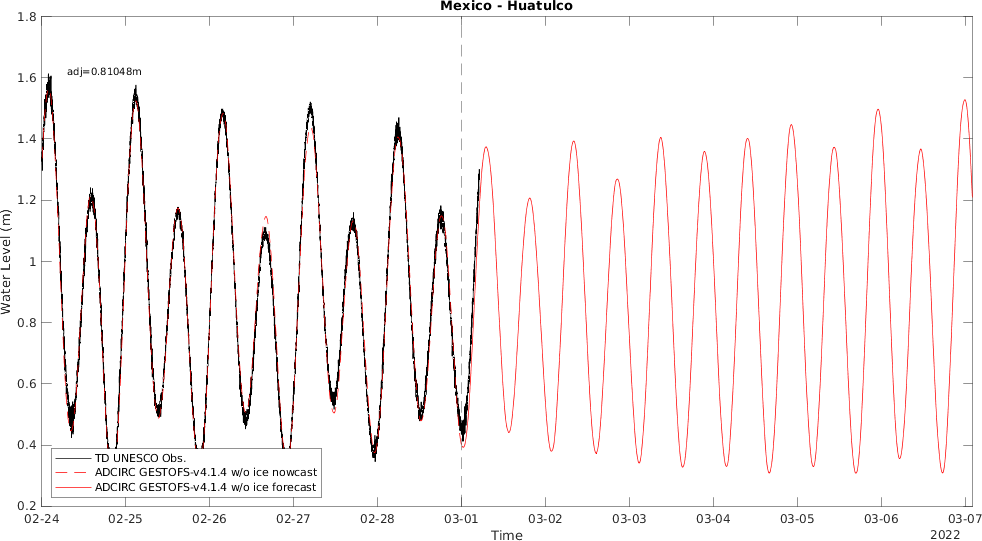 Mexico - Huatulco
1.8
1.6
1.4
1.2
1
0.8
0.6
0.4
0.2
Water Level (m)
adj=0.81048m
TD UNESCO Obs.
ADCIRC GESTOFS-v4.1.4 w/o ice nowcast
ADCIRC GESTOFS-v4.1.4 w/o ice forecast
02-24 02-25 02-26 02-27 02-28 03-01 03-02 03-03 03-04 03-05 03-06 03-07
Time
2022